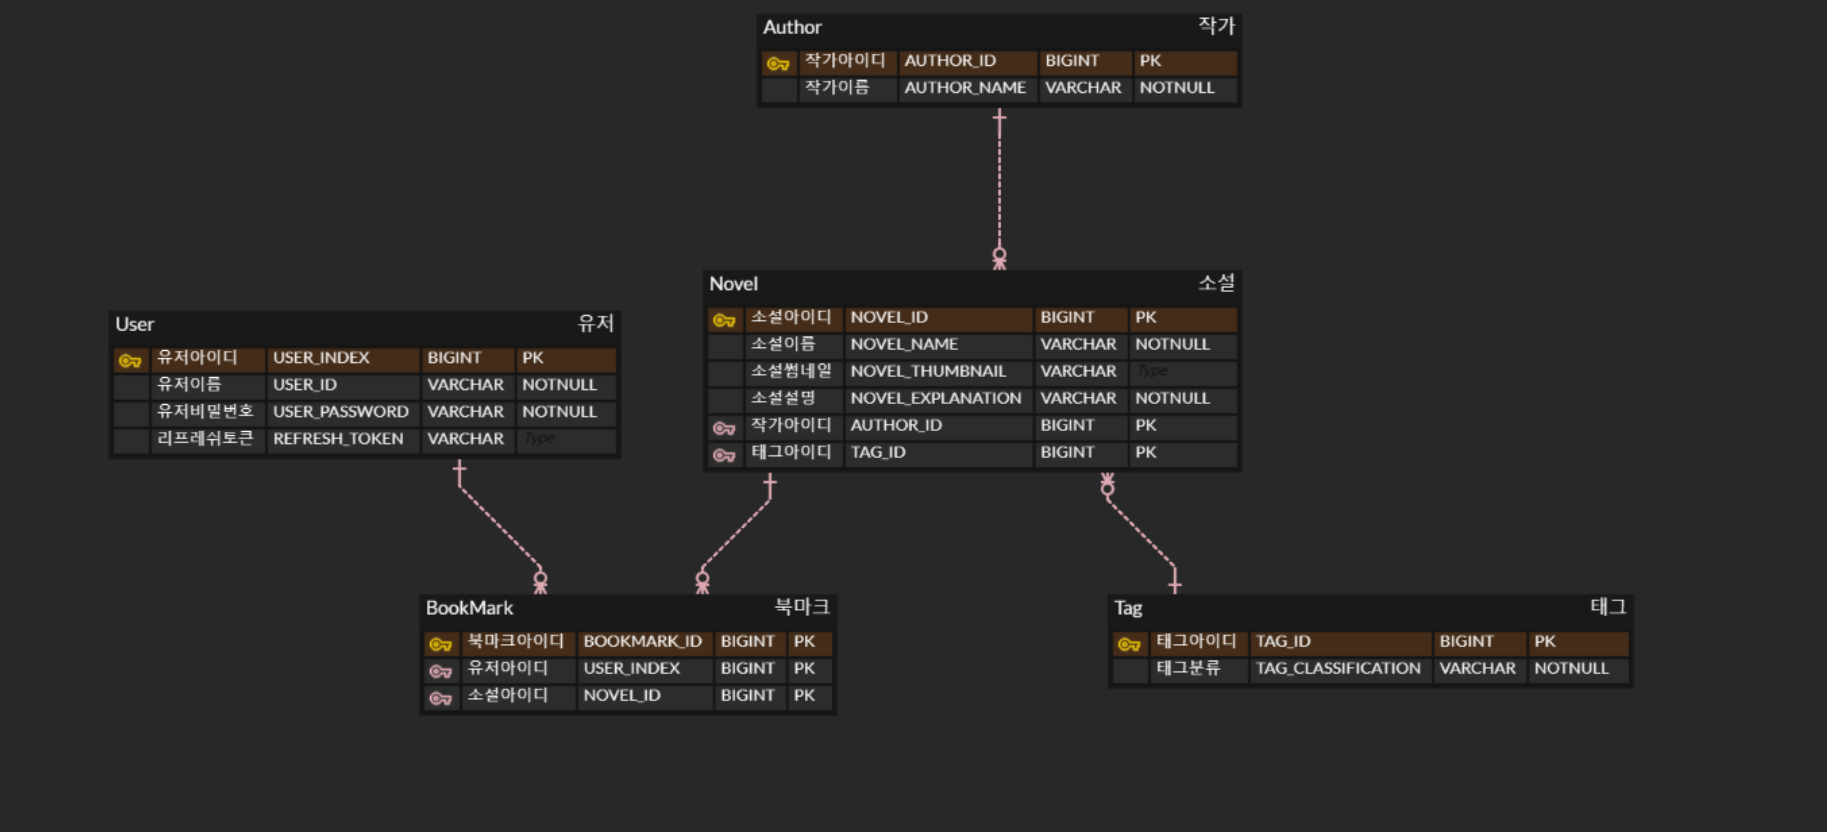 Author 작가
작가아이디 AUTHOR_ID BIGINT PK
작가이름 AUTHOR_NAME VARCHAR NOTNULL
Novel 소설
소설아이디 NOVEL_ID BIGINT PK
소설이름 NOVEL_NAME VARCHAR NOTNULL
소설썸네일 NOVEL_THUMBNAIL VARCHAR Type
소설설명 NOVEL_EXPLANATION VARCHAR NOTNULL
작가아이디 AUTHOR_ID BIGINT PK
태그아이디 TAG_ID BIGINT PK
User 유저
유저아이디 USER_INDEX BIGINT PK
유저이름 USER_ID VARCHAR NOTNULL
유저비밀번호 USER_PASSWORD VARCHAR NOTNULL
리프레쉬토큰 REFRESH_TOKEN VARCHAR Type
BookMark 북마크
북마크아이디 BOOKMARK_ID BIGINT PK
유저아이디 USER_INDEX BIGINT PK
소설아이디 NOVEL_ID BIGINT PK
Tag 태그
태그아이디 TAG_ID BIGINT PK
태그분류 TAG_CLASSIFICATION VARCHAR NOTNULL